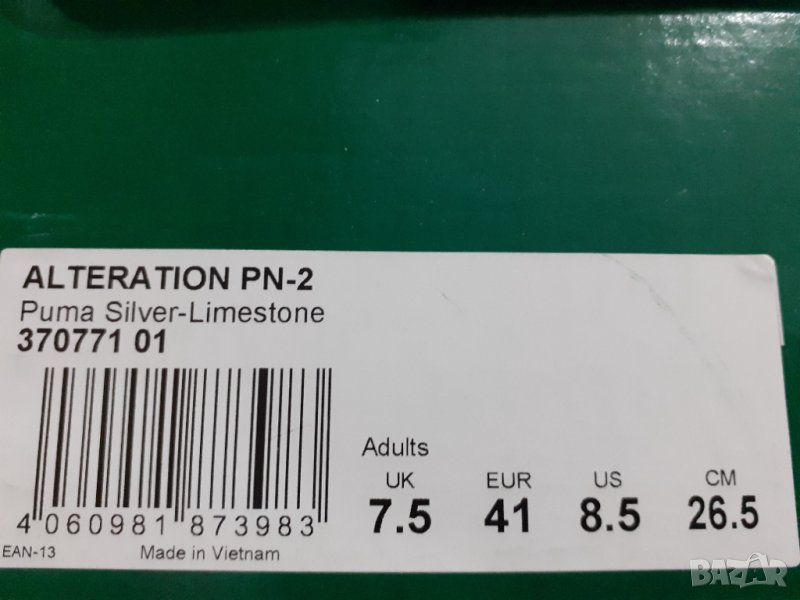 ALTERATION PN-2
Puma Silver-Limestone
370771 01
Adults
UK EUR US CM
7.5 41 8.5 26.5
4 060981 873983
EAN-13 Made in Vietnam
BAZAR